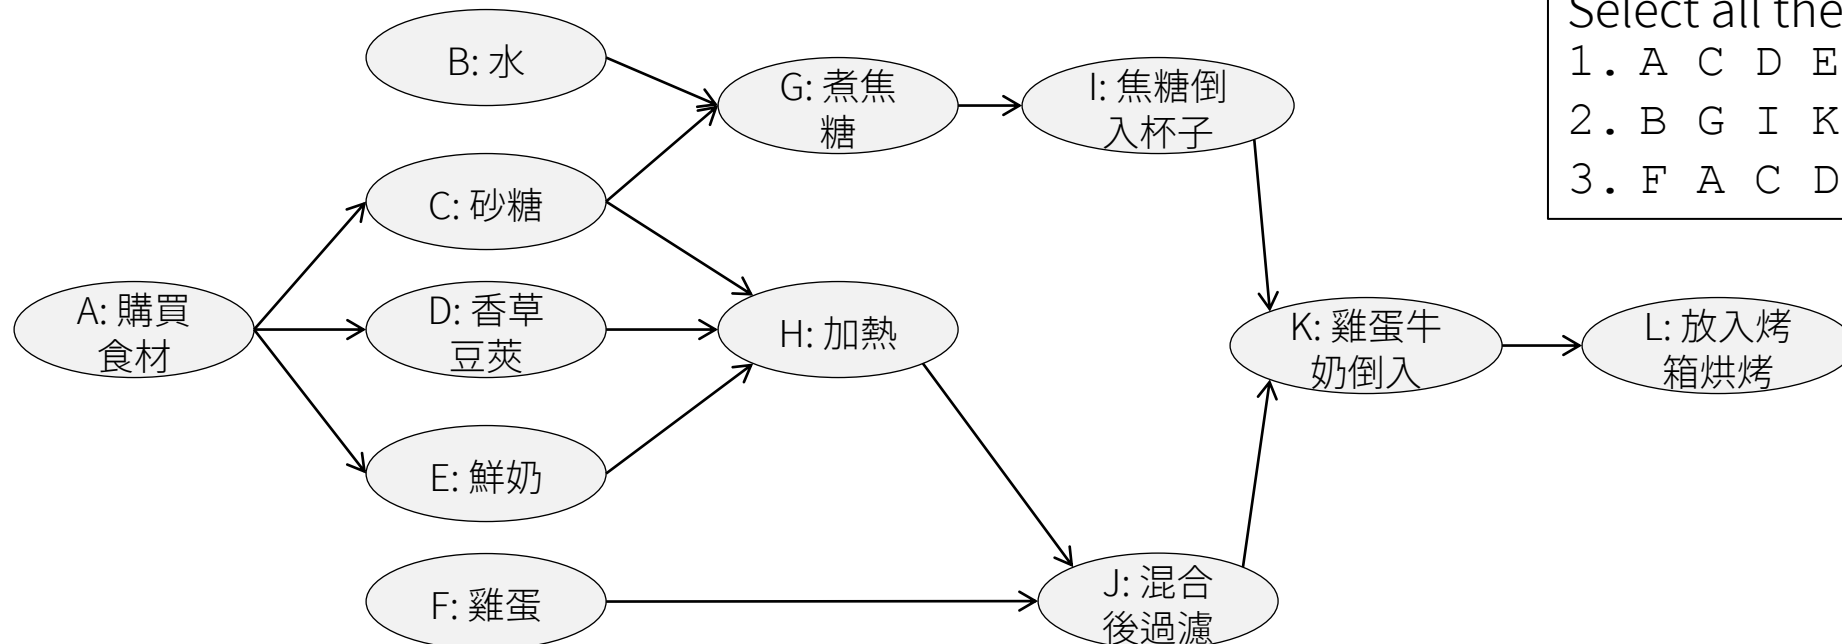 Select all the
1. A C D E
2. B G I K
3. F A C D
B: 水
G: 煮焦
糖
I: 焦糖倒
入杯子
C: 砂糖
A: 購買
食材
D: 香草
豆莢
H: 加熱
K: 雞蛋牛
奶倒入
L: 放入烤
箱烘烤
E: 鮮奶
F: 雞蛋
J: 混合
後過濾